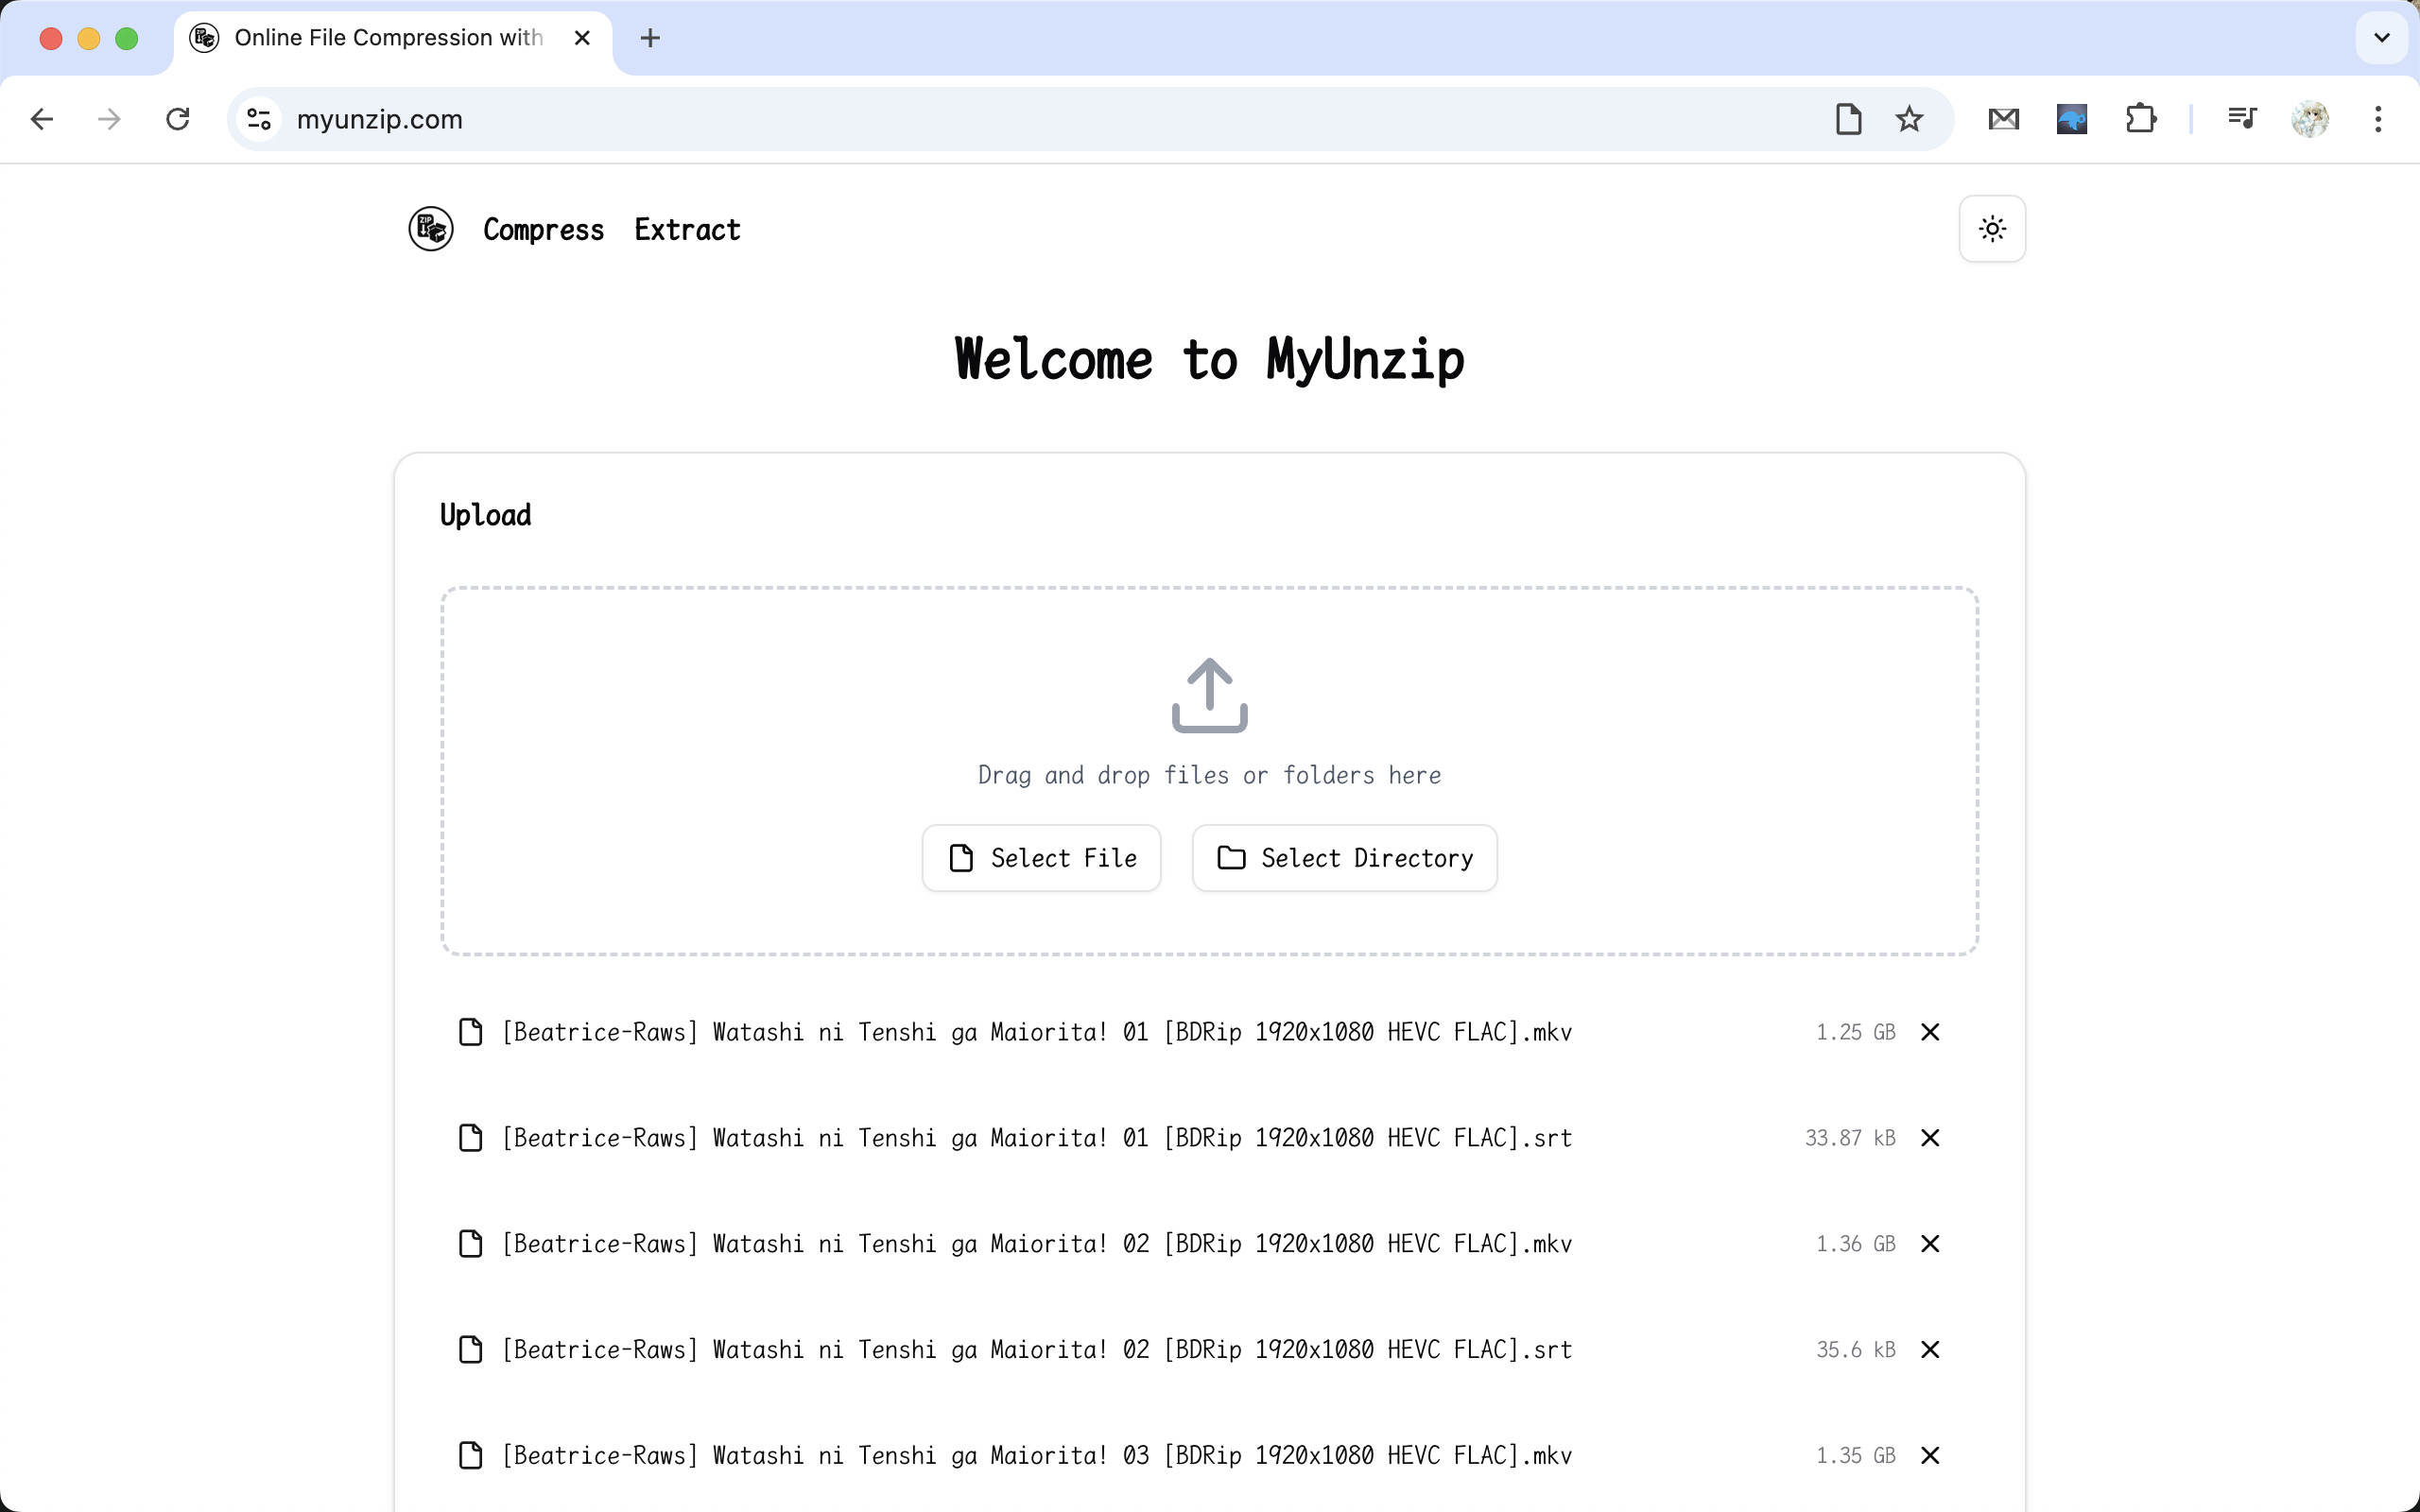 Online File Compression with
myunzip.com
ZIP
Compress
Extract
Welcome to MyUnzip
Upload
Drag and drop files or folders here
Select File
Select Directory
[Beatrice-Raws] Watashi ni Tenshi ga Maiorita! 01 [BDRip 1920x1080 HEVC FLAC].mkv 1.25 GB
[Beatrice-Raws] Watashi ni Tenshi ga Maiorita! 01 [BDRip 1920x1080 HEVC FLAC].srt 33.87 kB
[Beatrice-Raws] Watashi ni Tenshi ga Maiorita! 02 [BDRip 1920x1080 HEVC FLAC].mkv 1.36 GB
[Beatrice-Raws] Watashi ni Tenshi ga Maiorita! 02 [BDRip 1920x1080 HEVC FLAC].srt 35.6 kB
[Beatrice-Raws] Watashi ni Tenshi ga Maiorita! 03 [BDRip 1920x1080 HEVC FLAC].mkv 1.35 GB